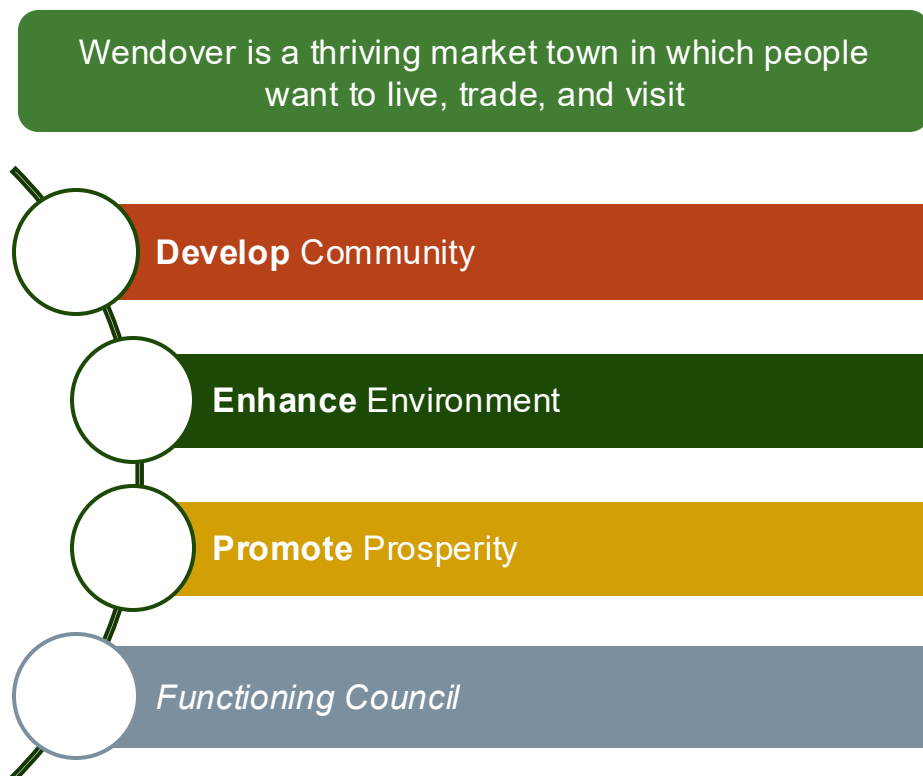 Wendover is a thriving market town in which people
want to live, trade, and visit
Develop Community
Enhance Environment
Promote Prosperity
Functioning Council